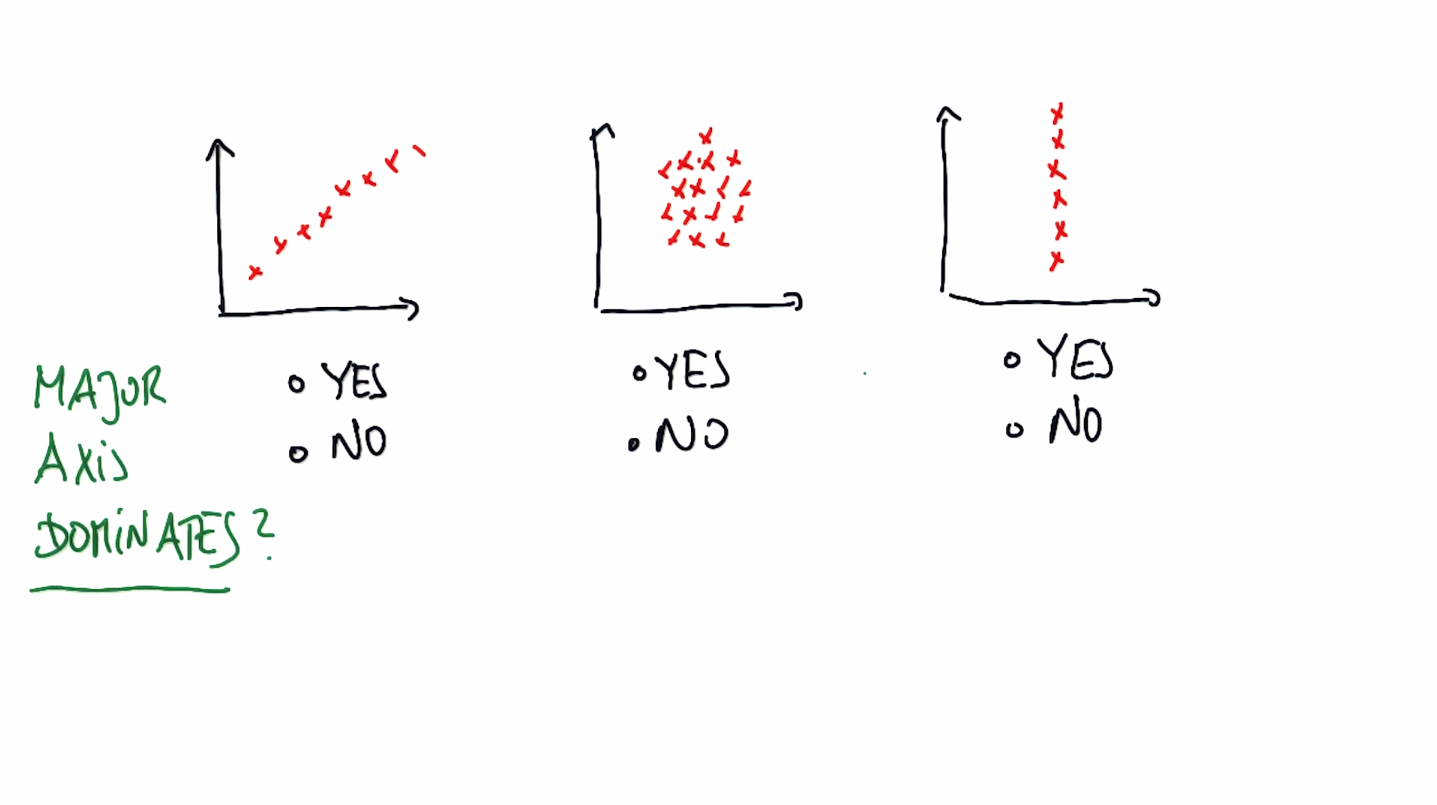 • YES
• NO
• YES
• NO
• YES
• NO
MAJOR
AXiS
DOMiNATES?